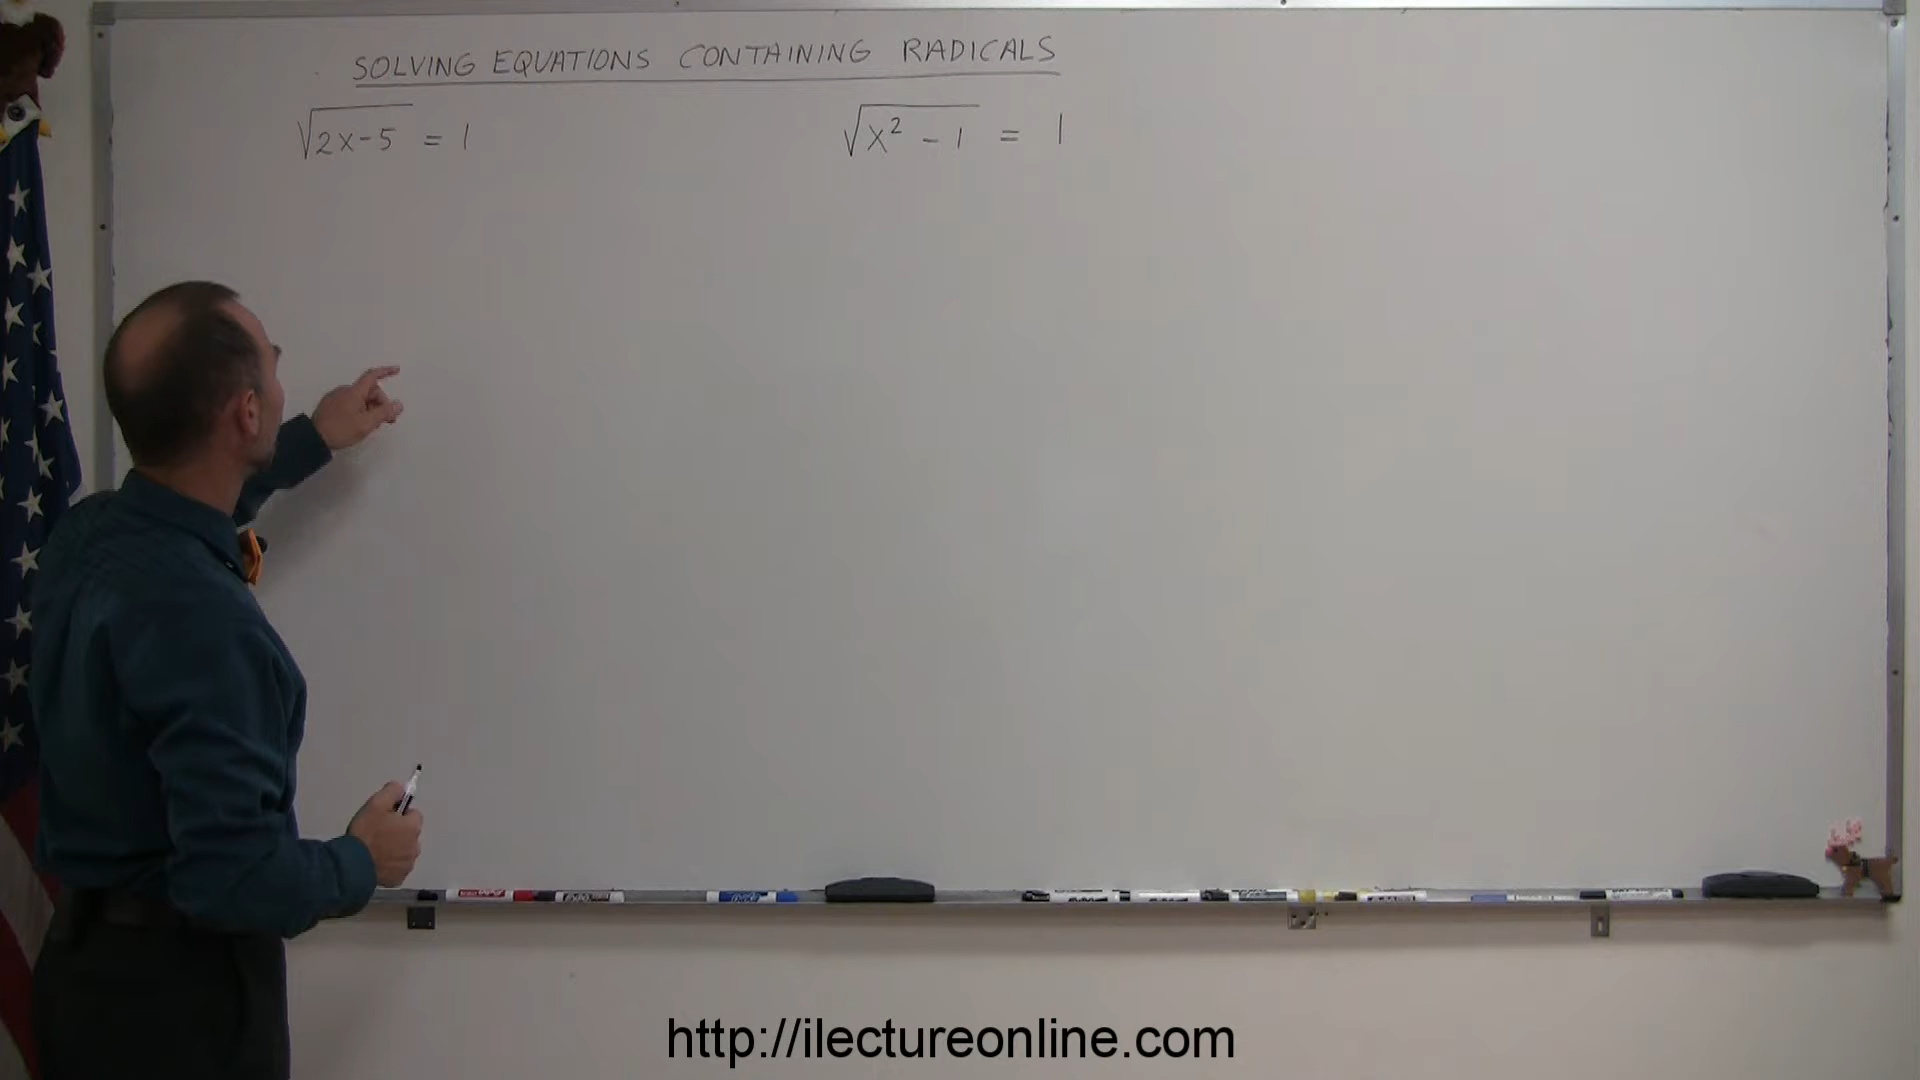 SOLVING EQUATIONS CONTAINING RADICALS
√2x-5 = 1
√x² - 1 = 1
http://ilectureonline.com